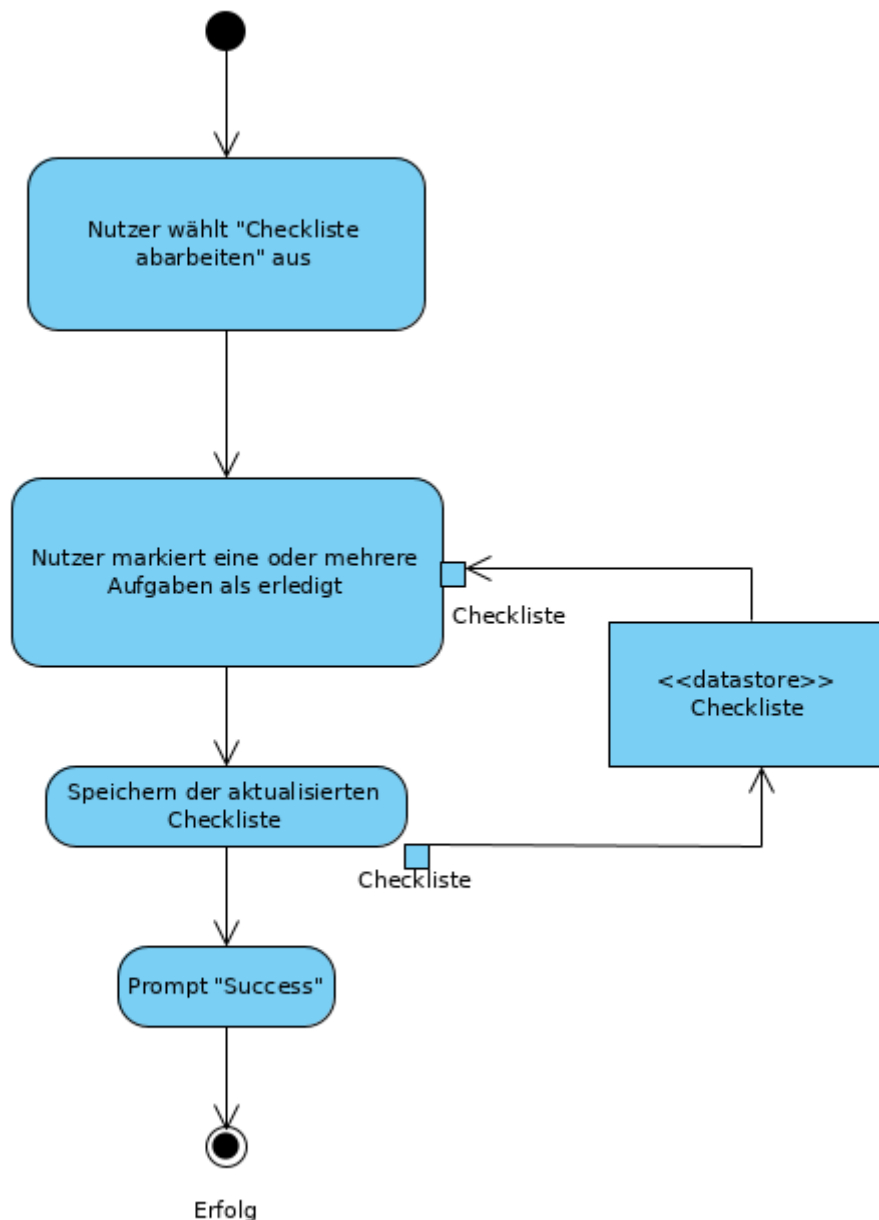 Nutzer wählt "Checkliste
abarbeiten" aus
Nutzer markiert eine oder mehrere
Aufgaben als erledigt
Checkliste
<<datastore>>
Checkliste
Speichern der aktualisierten
Checkliste
Checkliste
Prompt "Success"
Erfolg